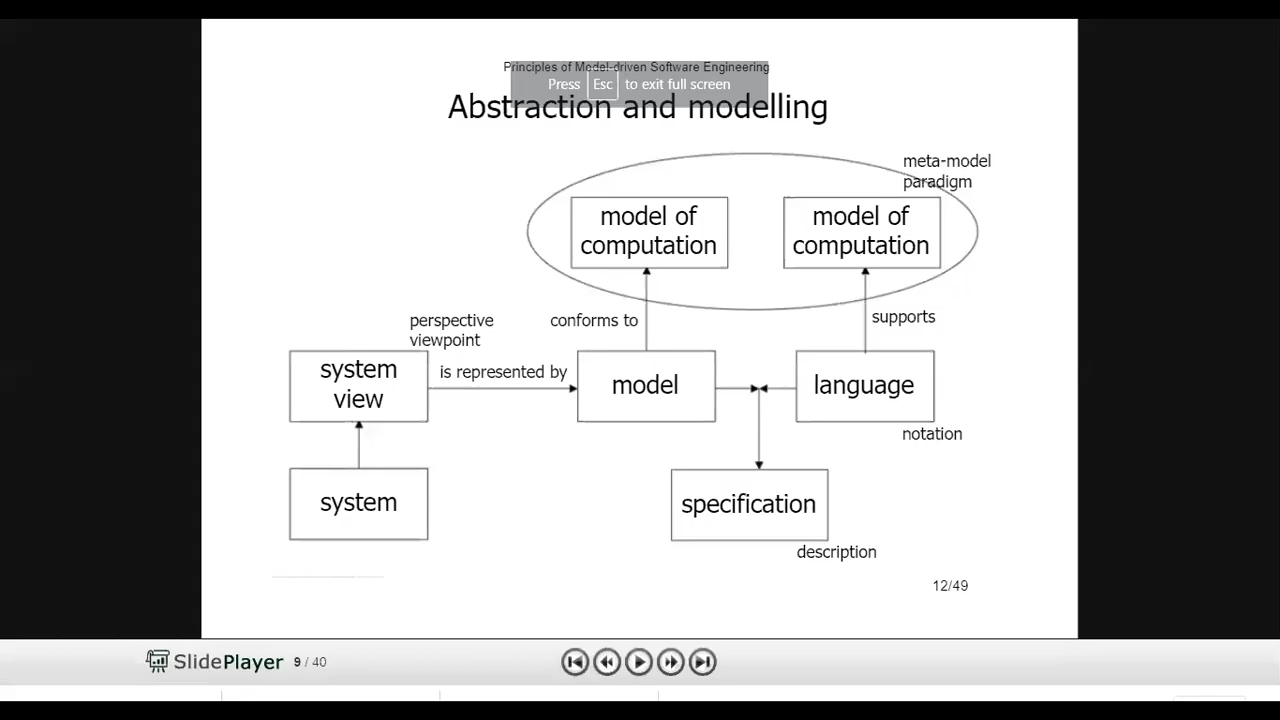 Principles of Model-driven Software Engineering
Press Esc to exit full screen
Abstraction and modelling
meta-model
paradigm
model of
computation
model of
computation
perspective
viewpoint
conforms to
supports
system
view
is represented by
model
language
notation
system
specification
description
12/49
SlidePlayer 9 / 40